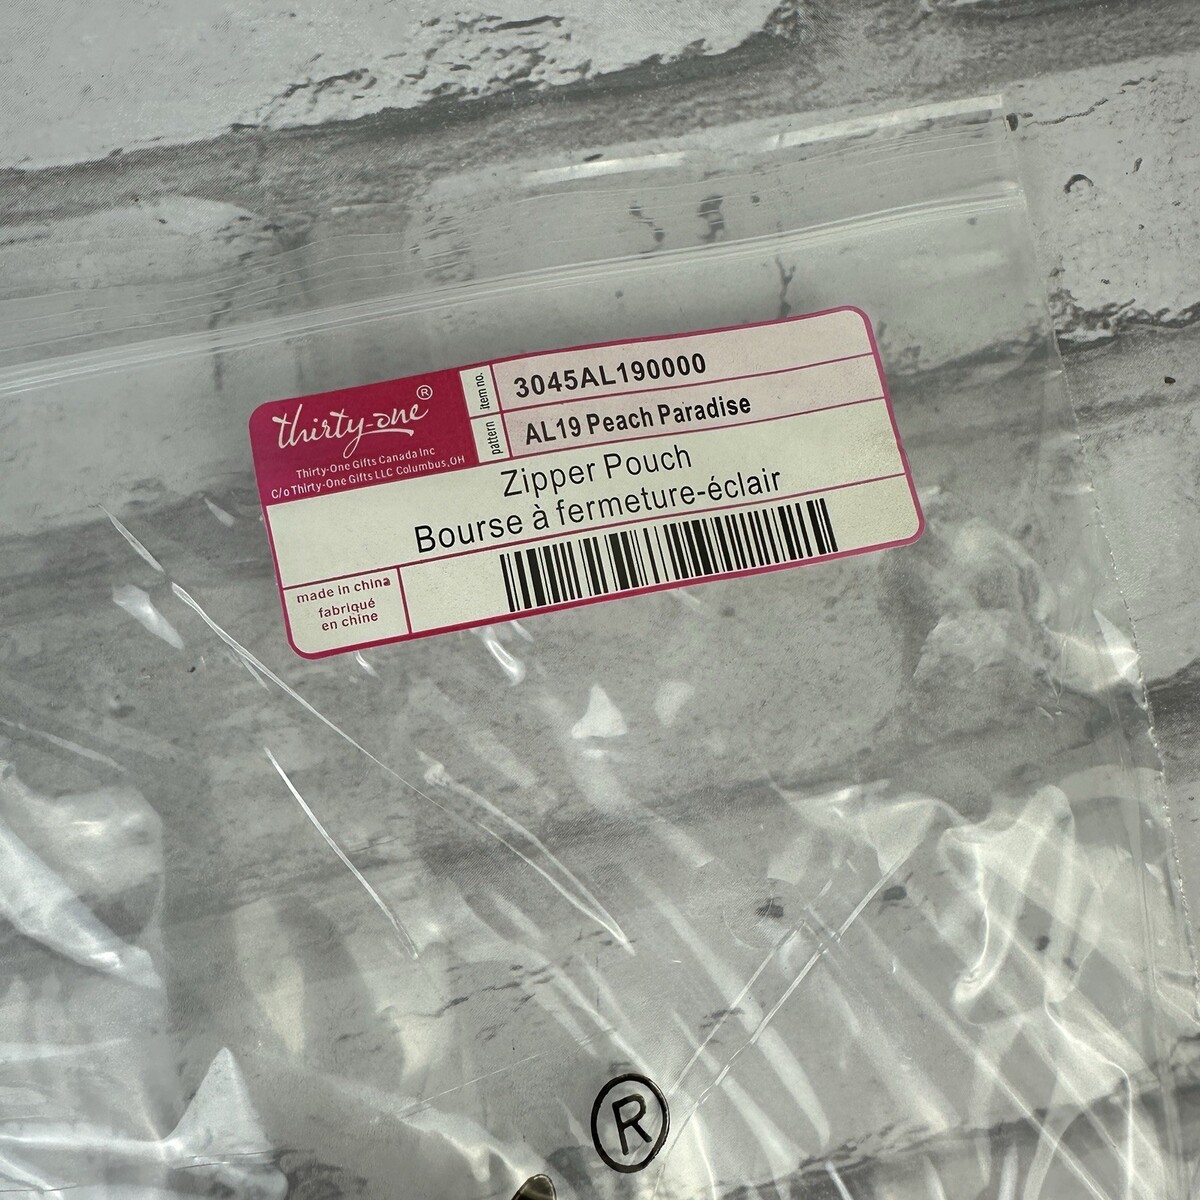 thirty-one®
Thirty-One Gifts Canada Inc
C/o Thirty-One Gifts LLC Columbus,OH
item no.
3045AL190000
pattern
AL19 Peach Paradise
Zipper Pouch
Bourse à fermeture-éclair
made in china
fabriqué
en chine
®